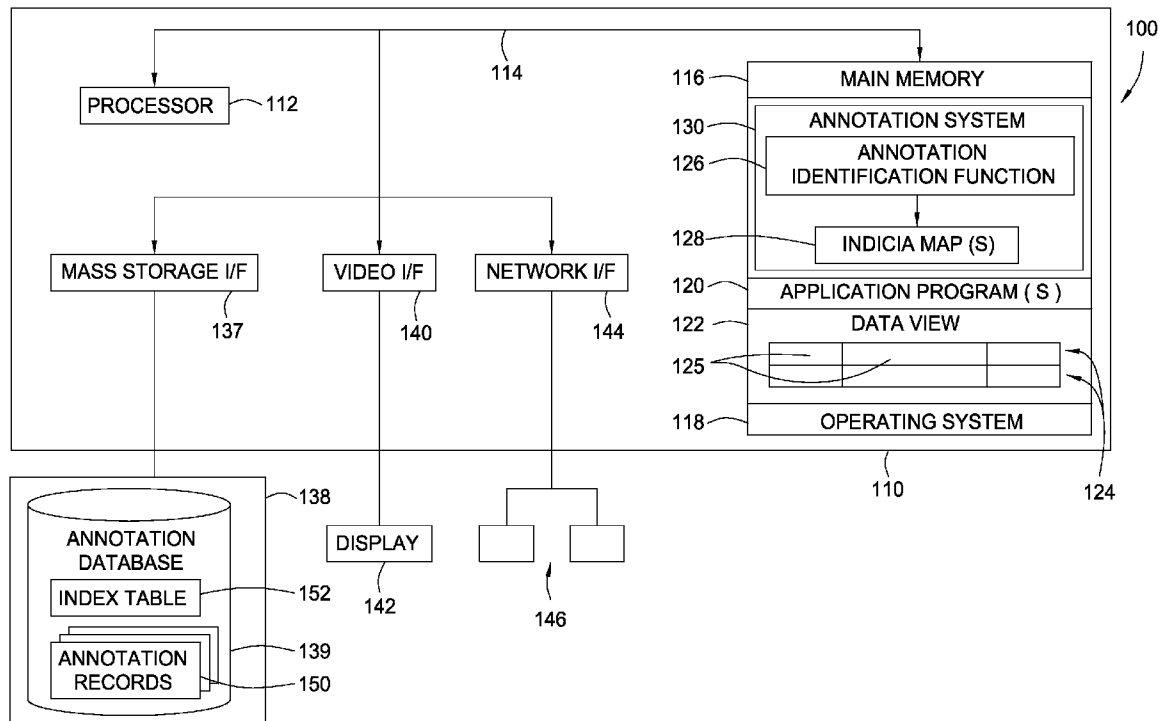 100
114
116
MAIN MEMORY
PROCESSOR
112
130
ANNOTATION SYSTEM
126
ANNOTATION
IDENTIFICATION FUNCTION
128
INDICIA MAP (S)
MASS STORAGE I/F
VIDEO I/F
NETWORK I/F
137
140
144
120
APPLICATION PROGRAM ( S )
122
DATA VIEW
125
118
OPERATING SYSTEM
110
124
138
ANNOTATION
DATABASE
INDEX TABLE
152
139
ANNOTATION
RECORDS
150
DISPLAY
142
146